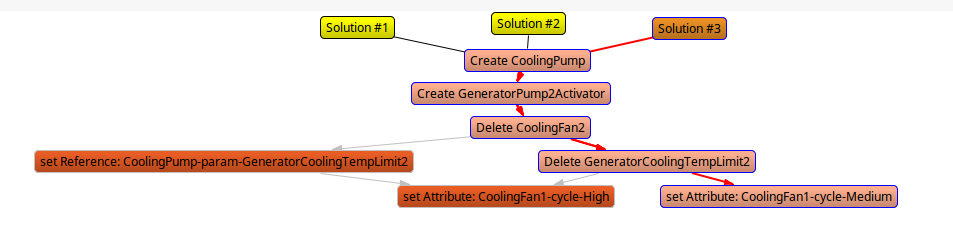 Solution #1
Solution #2
Solution #3
Create CoolingPump
Create GeneratorPump2Activator
Delete CoolingFan2
set Reference: CoolingPump-param-GeneratorCoolingTempLimit2
Delete GeneratorCoolingTempLimit2
set Attribute: CoolingFan1-cycle-High
set Attribute: CoolingFan1-cycle-Medium